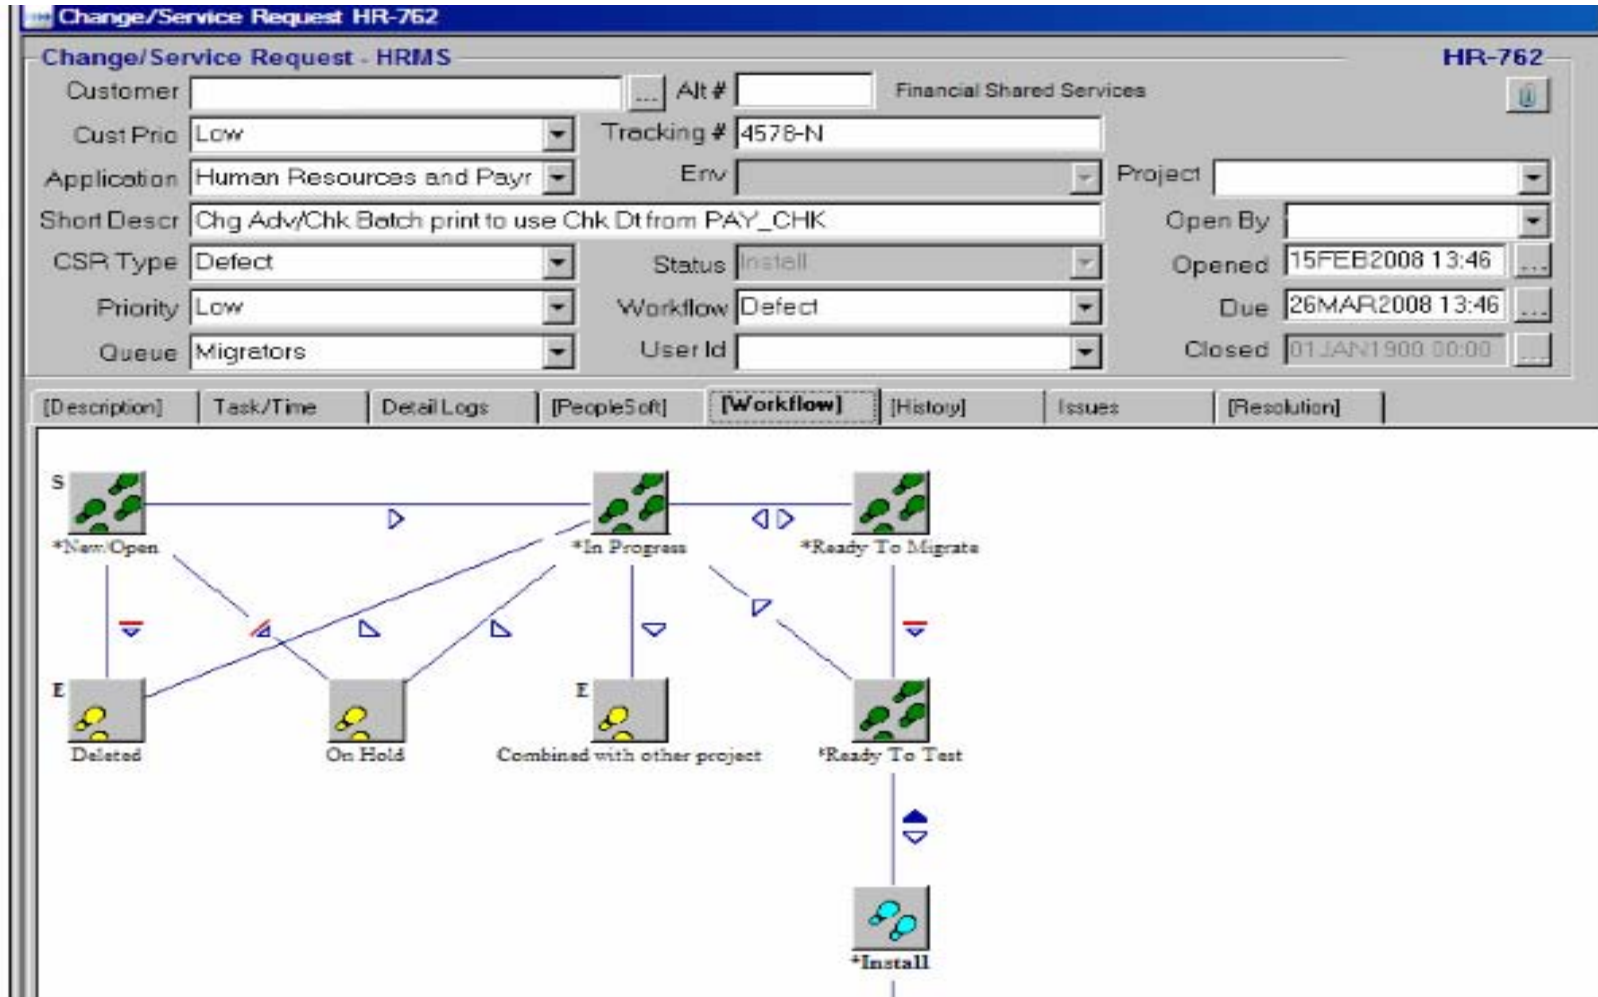 Change/Service Request HR-762
Change/Service Request - HRMS HR-762
Customer ... Alt # Financial Shared Services
Cust Prio Low Tracking # 4578-N
Application Human Resources and Payr Env Project
Short Descr Chg Adv/Chk Batch print to use Chk Dt from PAY_CHK Open By
CSR Type Defect Status Install Opened 15FEB2008 13:46 ...
Priority Low Workflow Defect Due 26MAR2008 13:46 ...
Queue Migrators User Id Closed 01JAN1900 00:00 ...
[Description] Task/Time Detail Logs [PeopleSoft] [Workflow] [History] Issues [Resolution]
S
*New/Open *In Progress *Ready To Migrate
E E
Deleted On Hold Combined with other project *Ready To Test
*Install